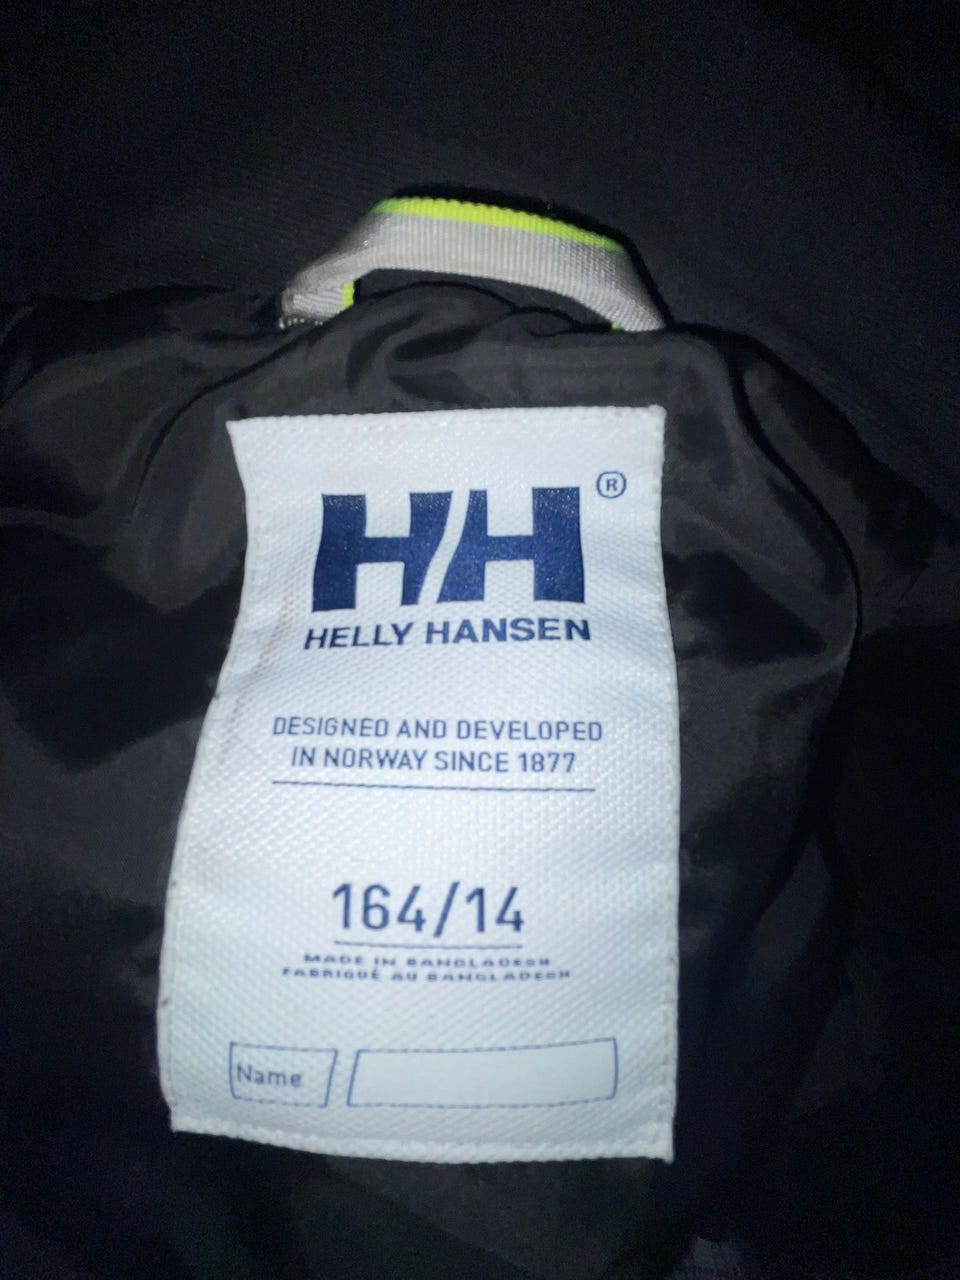 HH®
HELLY HANSEN
DESIGNED AND DEVELOPED
IN NORWAY SINCE 1877
164/14
MADE IN BANGLADESH
FABRIQUÉ AU BANGLADESH
Name